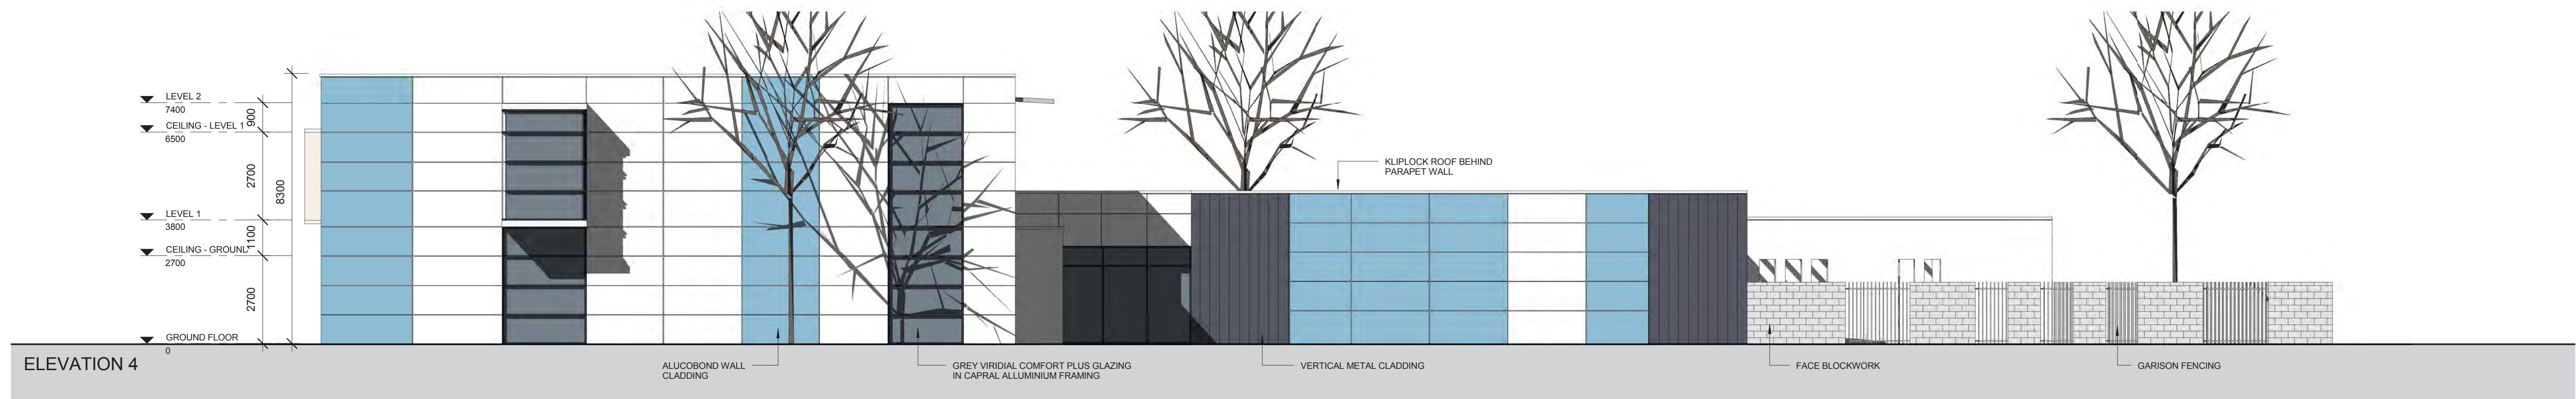 LEVEL 2
7400
900
CEILING - LEVEL 1
6500
2700
8300
LEVEL 1
3800
1100
CEILING - GROUND
2700
2700
GROUND FLOOR
0
KLIPLOCK ROOF BEHIND
PARAPET WALL
ELEVATION 4
ALUCOBOND WALL
CLADDING
GREY VIRIDIAL COMFORT PLUS GLAZING
IN CAPRAL ALLUMINIUM FRAMING
VERTICAL METAL CLADDING
FACE BLOCKWORK
GARISON FENCING